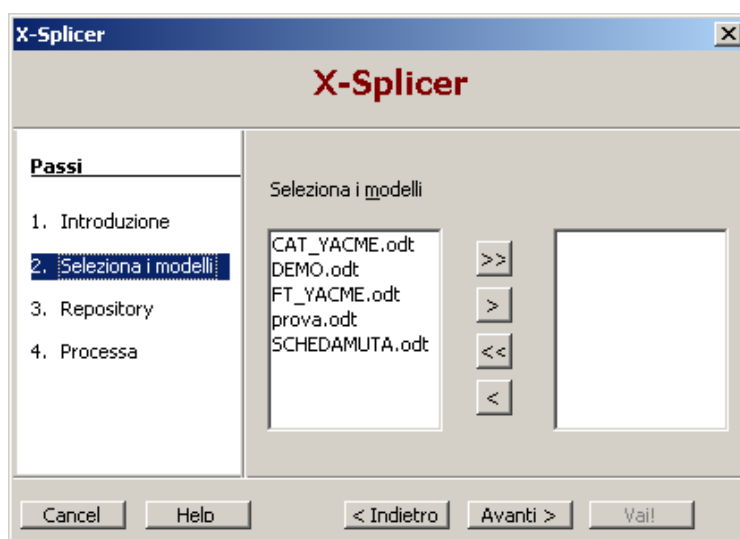 X-Splicer
X-Splicer
Passi
1. Introduzione
2. Seleziona i modelli
3. Repository
4. Processa
Seleziona i modelli
CAT_YACME.odt
DEMO.odt
FT_YACME.odt
prova.odt
SCHEDAMUTA.odt
>>
>
<<
<
Cancel
Help
< Indietro
Avanti >
Vai!